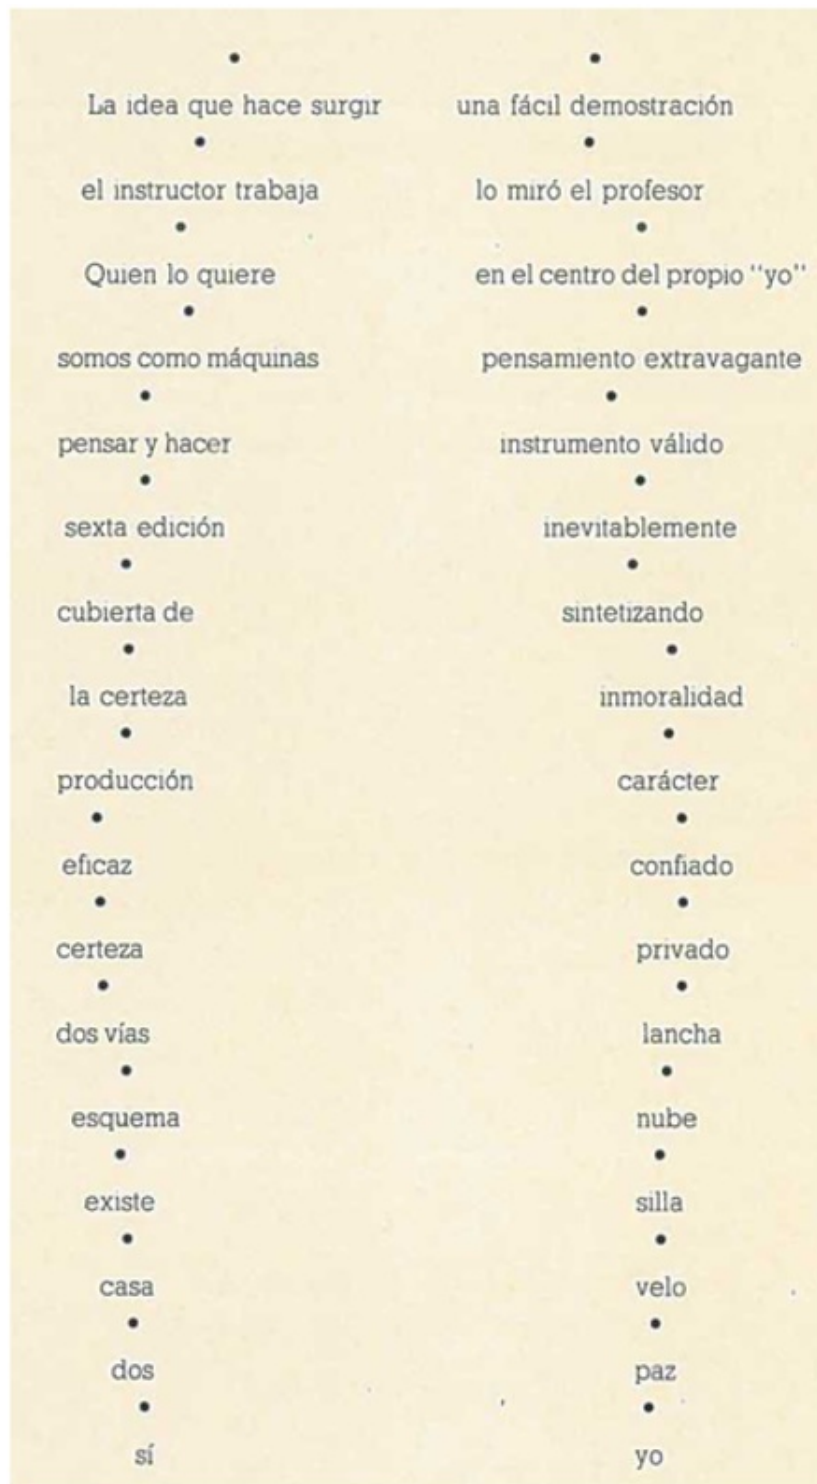 La idea que hace surgir una fácil demostración
el instructor trabaja lo miró el profesor
Quien lo quiere en el centro del propio "yo"
somos como máquinas pensamiento extravagante
pensar y hacer instrumento válido
sexta edición inevitablemente
cubierta de sintetizando
la certeza inmoralidad
producción carácter
eficaz confiado
certeza privado
dos vías lancha
esquema nube
existe silla
casa velo
dos paz
sí yo